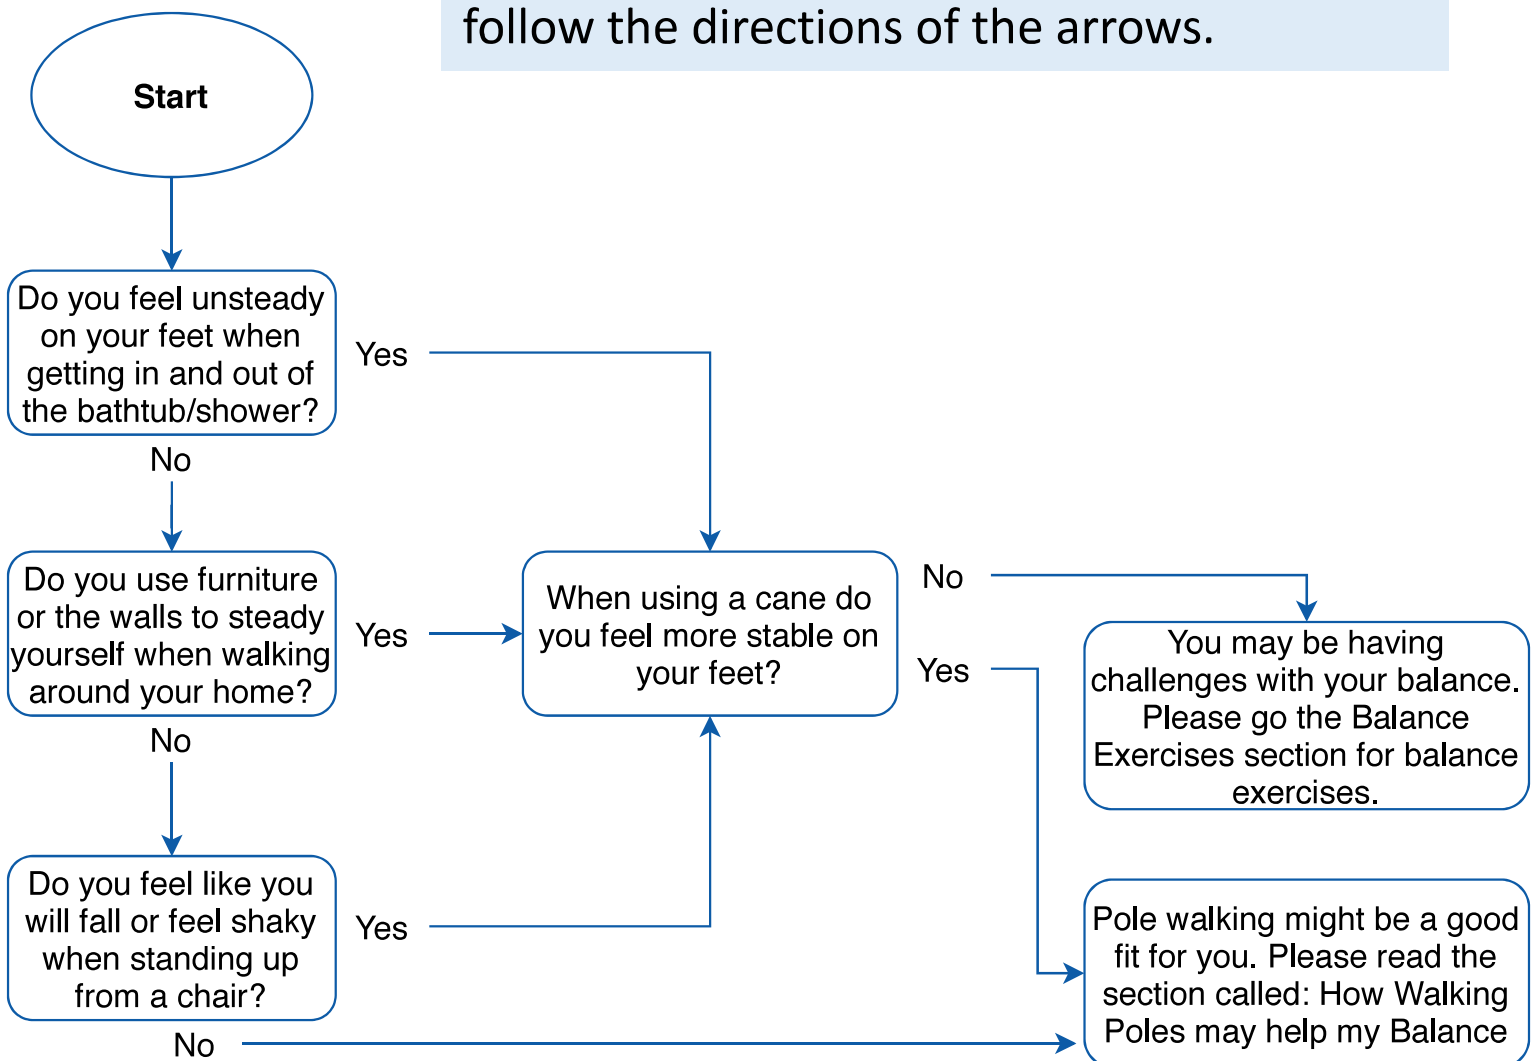 follow the directions of the arrows.
Start
Do you feel unsteady
on your feet when
getting in and out of
the bathtub/shower?
Yes
No
Do you use furniture
or the walls to steady
yourself when walking
around your home?
Yes
No
Do you feel like you
will fall or feel shaky
when standing up
from a chair?
Yes
No
When using a cane do
you feel more stable on
your feet?
No
Yes
You may be having
challenges with your balance.
Please go the Balance
Exercises section for balance
exercises.
Pole walking might be a good
fit for you. Please read the
section called: How Walking
Poles may help my Balance